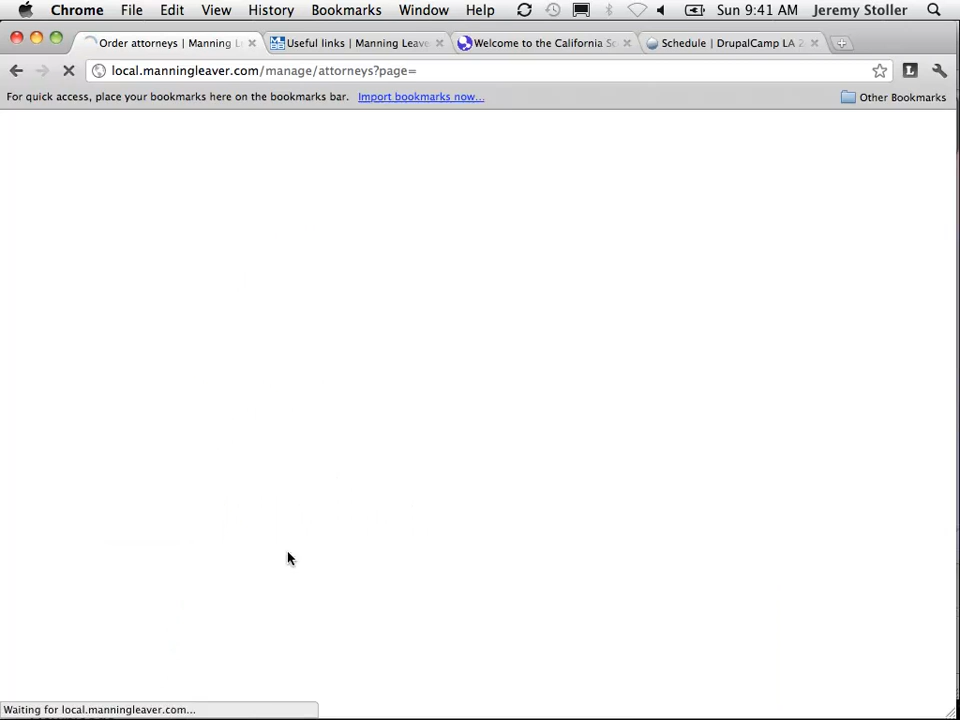 Chrome File Edit View History Bookmarks Window Help Sun 9:41 AM Jeremy Stoller
Order attorneys | Manning L Useful links | Manning Leave Welcome to the California Se Schedule | DrupalCamp LA 2
local.manningleaver.com/manage/attorneys?page=
For quick access, place your bookmarks here on the bookmarks bar. Import bookmarks now... Other Bookmarks
Waiting for local.manningleaver.com...